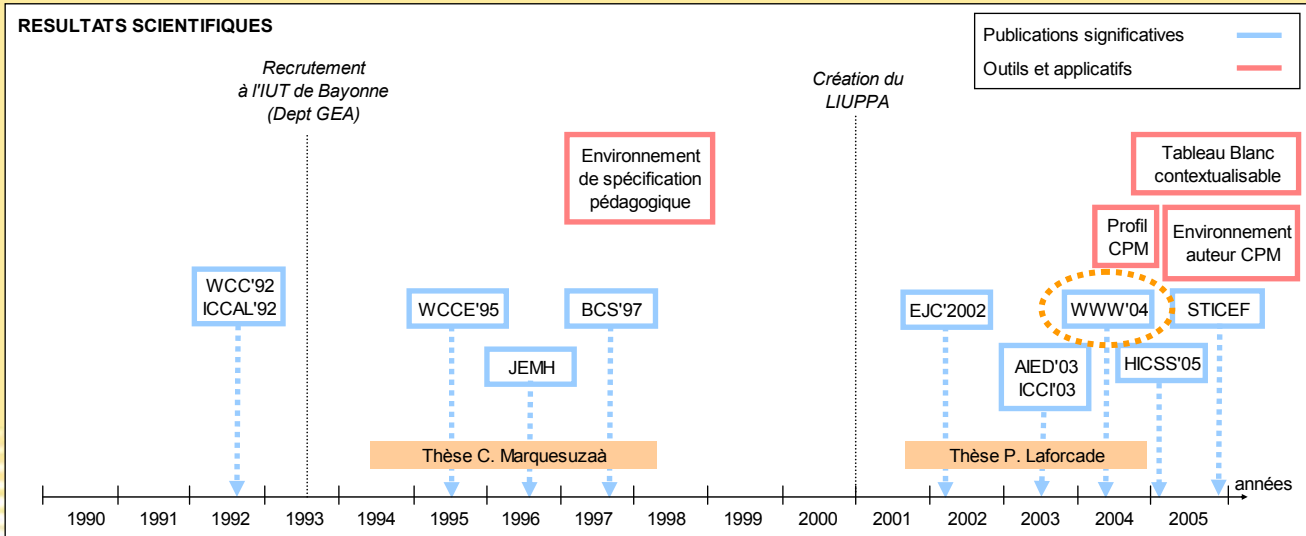 RESULTATS SCIENTIFIQUES
Publications significatives
Outils et applicatifs
Recrutement
à l'IUT de Bayonne
(Dept GEA)
Création du
LIUPPA
Environnement
de spécification
pédagogique
Tableau Blanc
contextualisable
Profil
CPM
Environnement
auteur CPM
WCC'92
ICCAL'92
WCCE'95
BCS'97
EJC'2002
WWW'04
STICEF
JEMH
AIED'03
ICCI'03
HICSS'05
Thèse C. Marquesuzaà
Thèse P. Laforcade
années
1990 1991 1992 1993 1994 1995 1996 1997 1998 1999 2000 2001 2002 2003 2004 2005